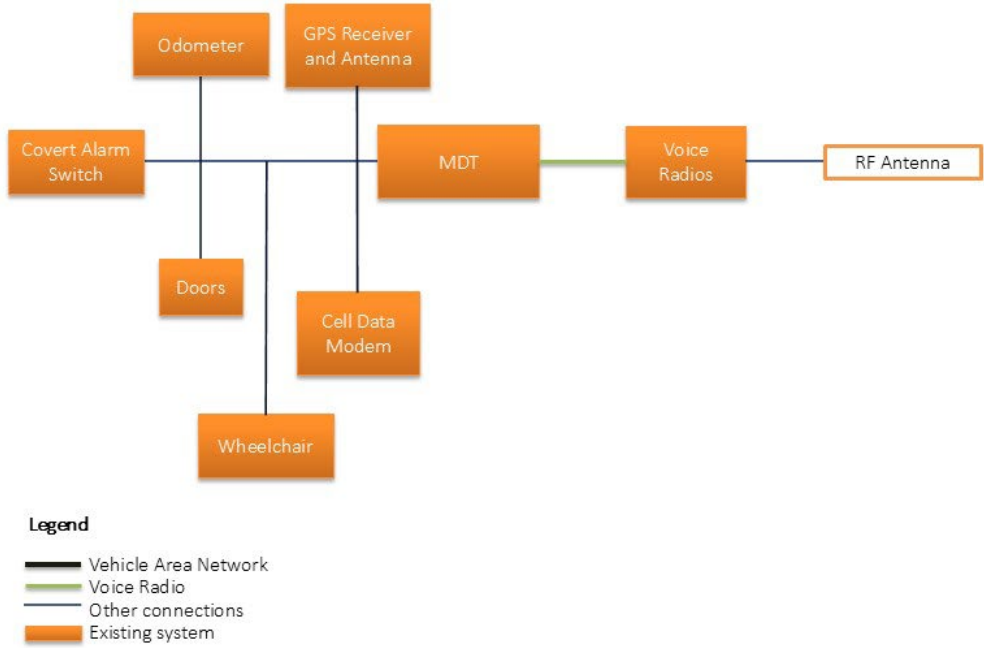 Odometer
GPS Receiver
and Antenna
Covert Alarm
Switch
MDT
Voice
Radios
RF Antenna
Doors
Cell Data
Modem
Wheelchair
Legend
Vehicle Area Network
Voice Radio
Other connections
Existing system